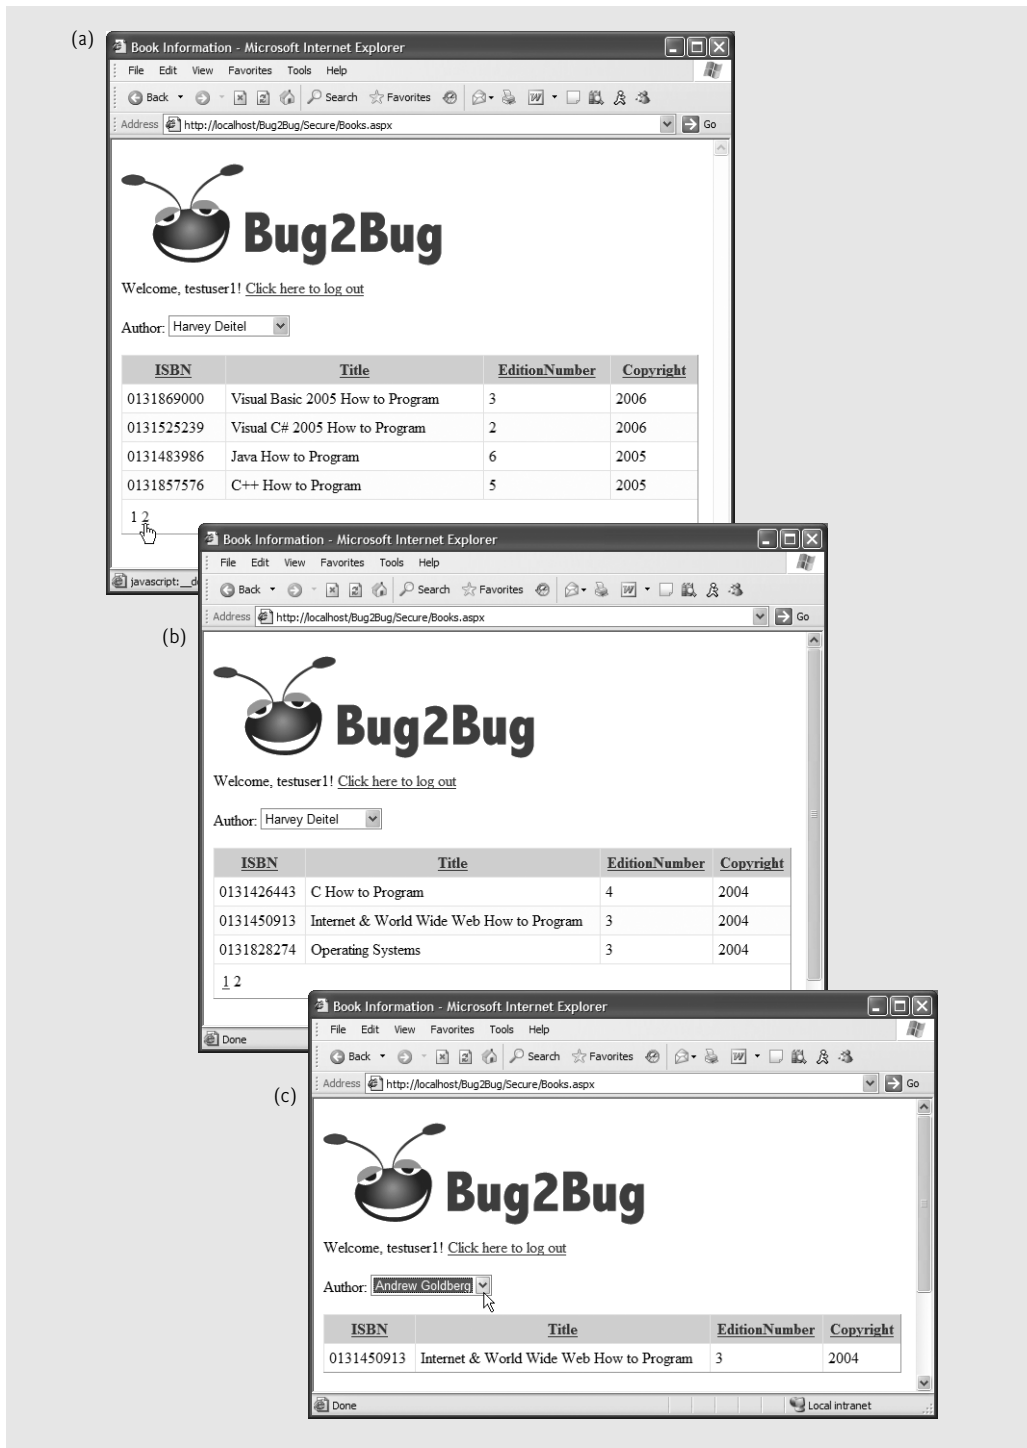 (a)
Book Information - Microsoft Internet Explorer
File Edit View Favorites Tools Help
Back Search Favorites
Address http://localhost/Bug2Bug/Secure/Books.aspx Go
Bug2Bug
Welcome, testuser1! Click here to log out
Author: Harvey Deitel
ISBN Title EditionNumber Copyright
0131869000 Visual Basic 2005 How to Program 3 2006
0131525239 Visual C# 2005 How to Program 2 2006
0131483986 Java How to Program 6 2005
0131857576 C++ How to Program 5 2005
1 2
javascript:__d
(b)
Book Information - Microsoft Internet Explorer
File Edit View Favorites Tools Help
Back Search Favorites
Address http://localhost/Bug2Bug/Secure/Books.aspx Go
Bug2Bug
Welcome, testuser1! Click here to log out
Author: Harvey Deitel
ISBN Title EditionNumber Copyright
0131426443 C How to Program 4 2004
0131450913 Internet & World Wide Web How to Program 3 2004
0131828274 Operating Systems 3 2004
1 2
Done
(c)
Book Information - Microsoft Internet Explorer
File Edit View Favorites Tools Help
Back Search Favorites
Address http://localhost/Bug2Bug/Secure/Books.aspx Go
Bug2Bug
Welcome, testuser1! Click here to log out
Author: Andrew Goldberg
ISBN Title EditionNumber Copyright
0131450913 Internet & World Wide Web How to Program 3 2004
Done Local intranet